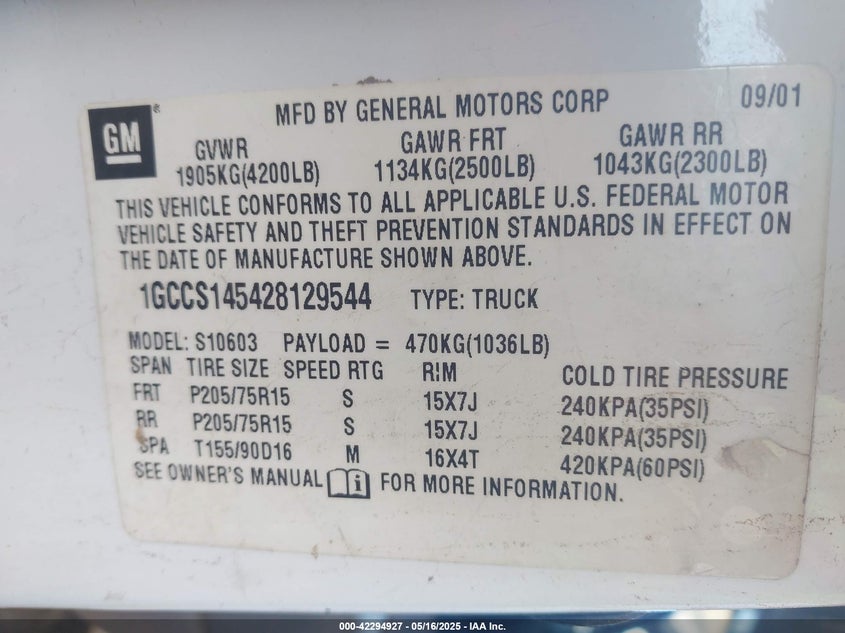 GM
®
MFD BY GENERAL MOTORS CORP 09/01
GVWR GAWR FRT GAWR RR
1905KG(4200LB) 1134KG(2500LB) 1043KG(2300LB)
THIS VEHICLE CONFORMS TO ALL APPLICABLE U.S. FEDERAL MOTOR
VEHICLE SAFETY AND THEFT PREVENTION STANDARDS IN EFFECT ON
THE DATE OF MANUFACTURE SHOWN ABOVE.
1GCCS145428129544 TYPE: TRUCK
MODEL: S10603 PAYLOAD = 470KG(1036LB)
SPAN TIRE SIZE SPEED RTG RIM COLD TIRE PRESSURE
FRT P205/75R15 S 15X7J 240KPA(35PSI)
RR P205/75R15 S 15X7J 240KPA(35PSI)
SPA T155/90D16 M 16X4T 420KPA(60PSI)
SEE OWNER'S MANUAL i FOR MORE INFORMATION.
000-42294927 - 05/16/2025 - IAA Inc.